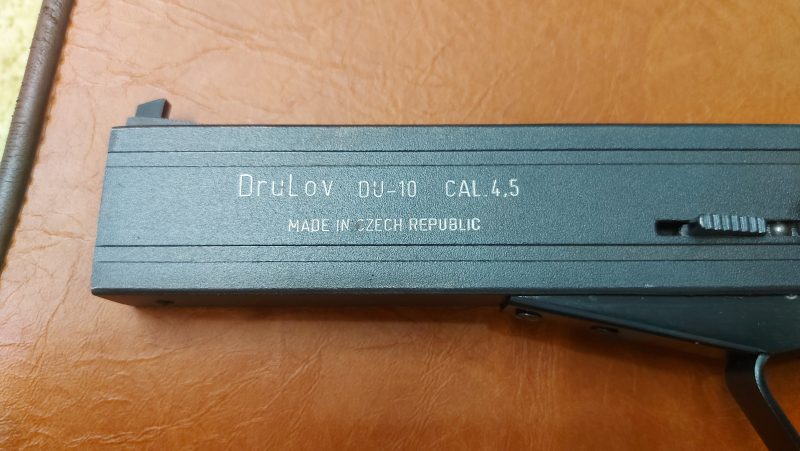 DruLov DU-10 CAL.4,5
MADE IN CZECH REPUBLIC